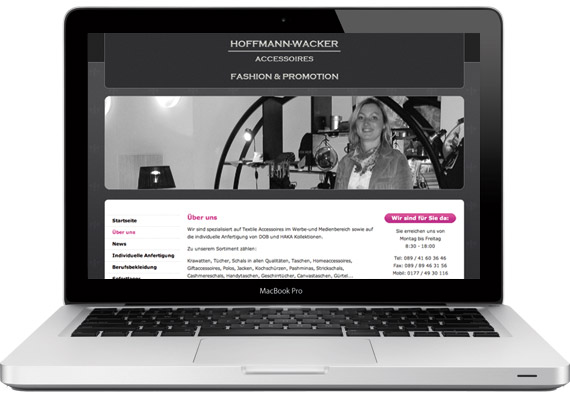 HOFFMANN-WACKER
ACCESSOIRES
FASHION & PROMOTION
Startseite
Über uns
News
Individuelle Anfertigung
Berufsbekleidung
Über uns
Wir sind spezialisiert auf Textile Accessoires im Werbe-und Medienbereich sowie auf
die individuelle Anfertigung von DOB und HAKA Kollektionen.
Zu unserem Sortiment zählen:
Krawatten, Tücher, Schals in allen Qualitäten, Taschen, Homeaccessoires,
Giftaccessoires, Polos, Jacken, Kochschürzen, Pashminas, Strickschals,
Cashmereschals, Handytaschen, Geschirrtücher, Canvastaschen, Gürtel...
Wir sind für Sie da:
Sie erreichen uns von
Montag bis Freitag
8:30 - 18:00
Tel: 089 / 41 60 36 46
Fax: 089 / 89 46 31 56
Mobil: 0177 / 49 30 116
MacBook Pro